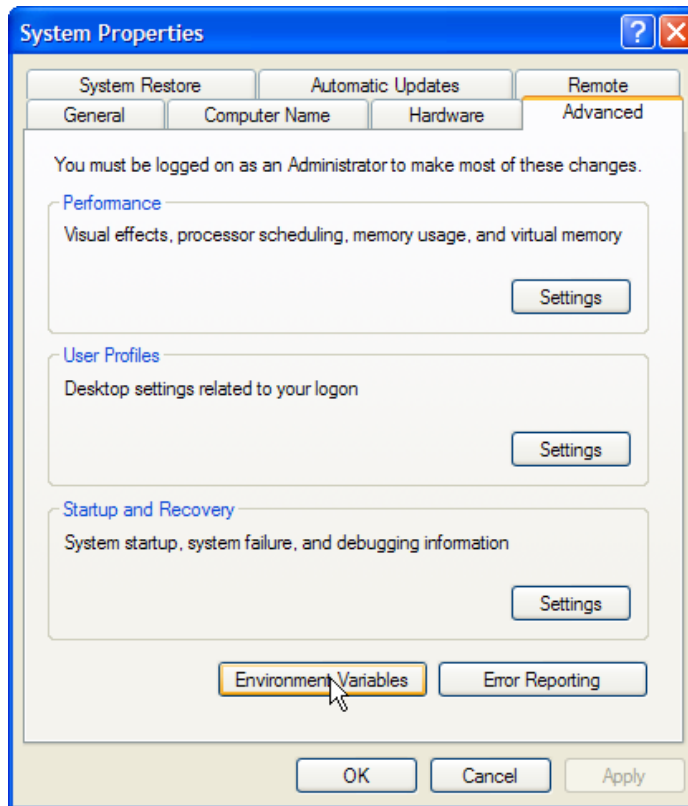 System Properties
?
System Restore Automatic Updates Remote
General Computer Name Hardware Advanced
You must be logged on as an Administrator to make most of these changes.
Performance
Visual effects, processor scheduling, memory usage, and virtual memory
Settings
User Profiles
Desktop settings related to your logon
Settings
Startup and Recovery
System startup, system failure, and debugging information
Settings
Environment Variables Error Reporting
OK Cancel Apply